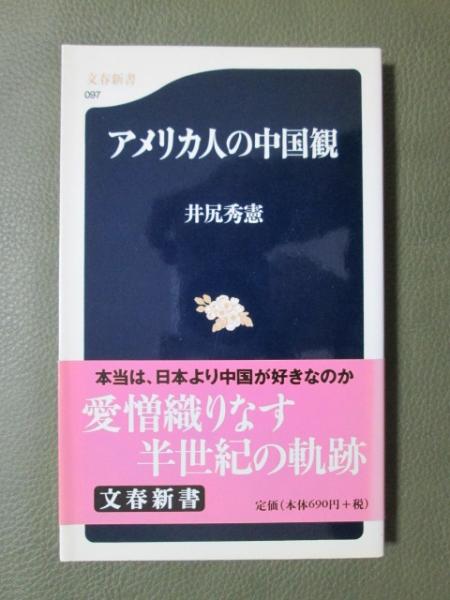 文春新書
097
アメリカ人の中国観
井尻秀憲
本当は、日本より中国が好きなのか
愛憎織りなす
半世紀の軌跡
文春新書
定価(本体690円+税)